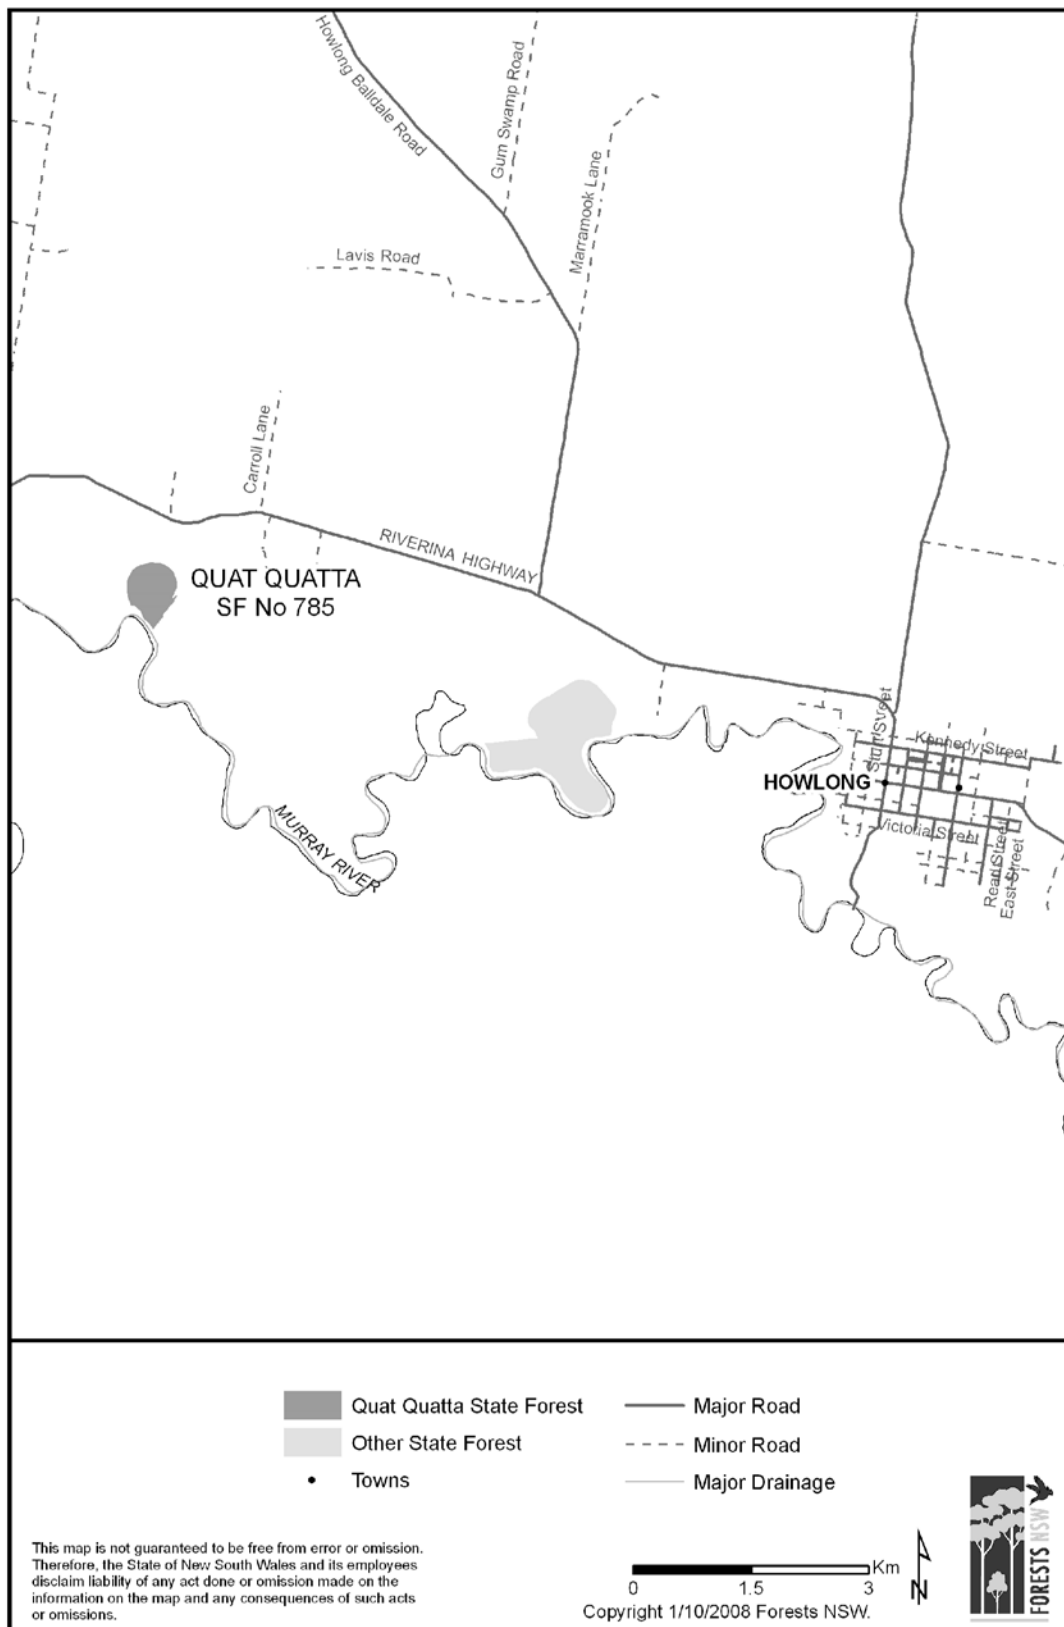 Howlong Balldale Road
Gum Swamp Road
Marramook Lane
Lavis Road
Carroll Lane
RIVERINA HIGHWAY
QUAT QUATTA
SF No 785
MURRAY RIVER
Sturt Street
Kennedy Street
HOWLONG
Victoria Street
Read Street
East Street
Quat Quatta State Forest
Other State Forest
Towns
Major Road
Minor Road
Major Drainage
This map is not guaranteed to be free from error or omission.
Therefore, the State of New South Wales and its employees
disclaim liability of any act done or omission made on the
information on the map and any consequences of such acts
or omissions.
Km
0 1.5 3
Copyright 1/10/2008 Forests NSW.
N
FORESTS NSW